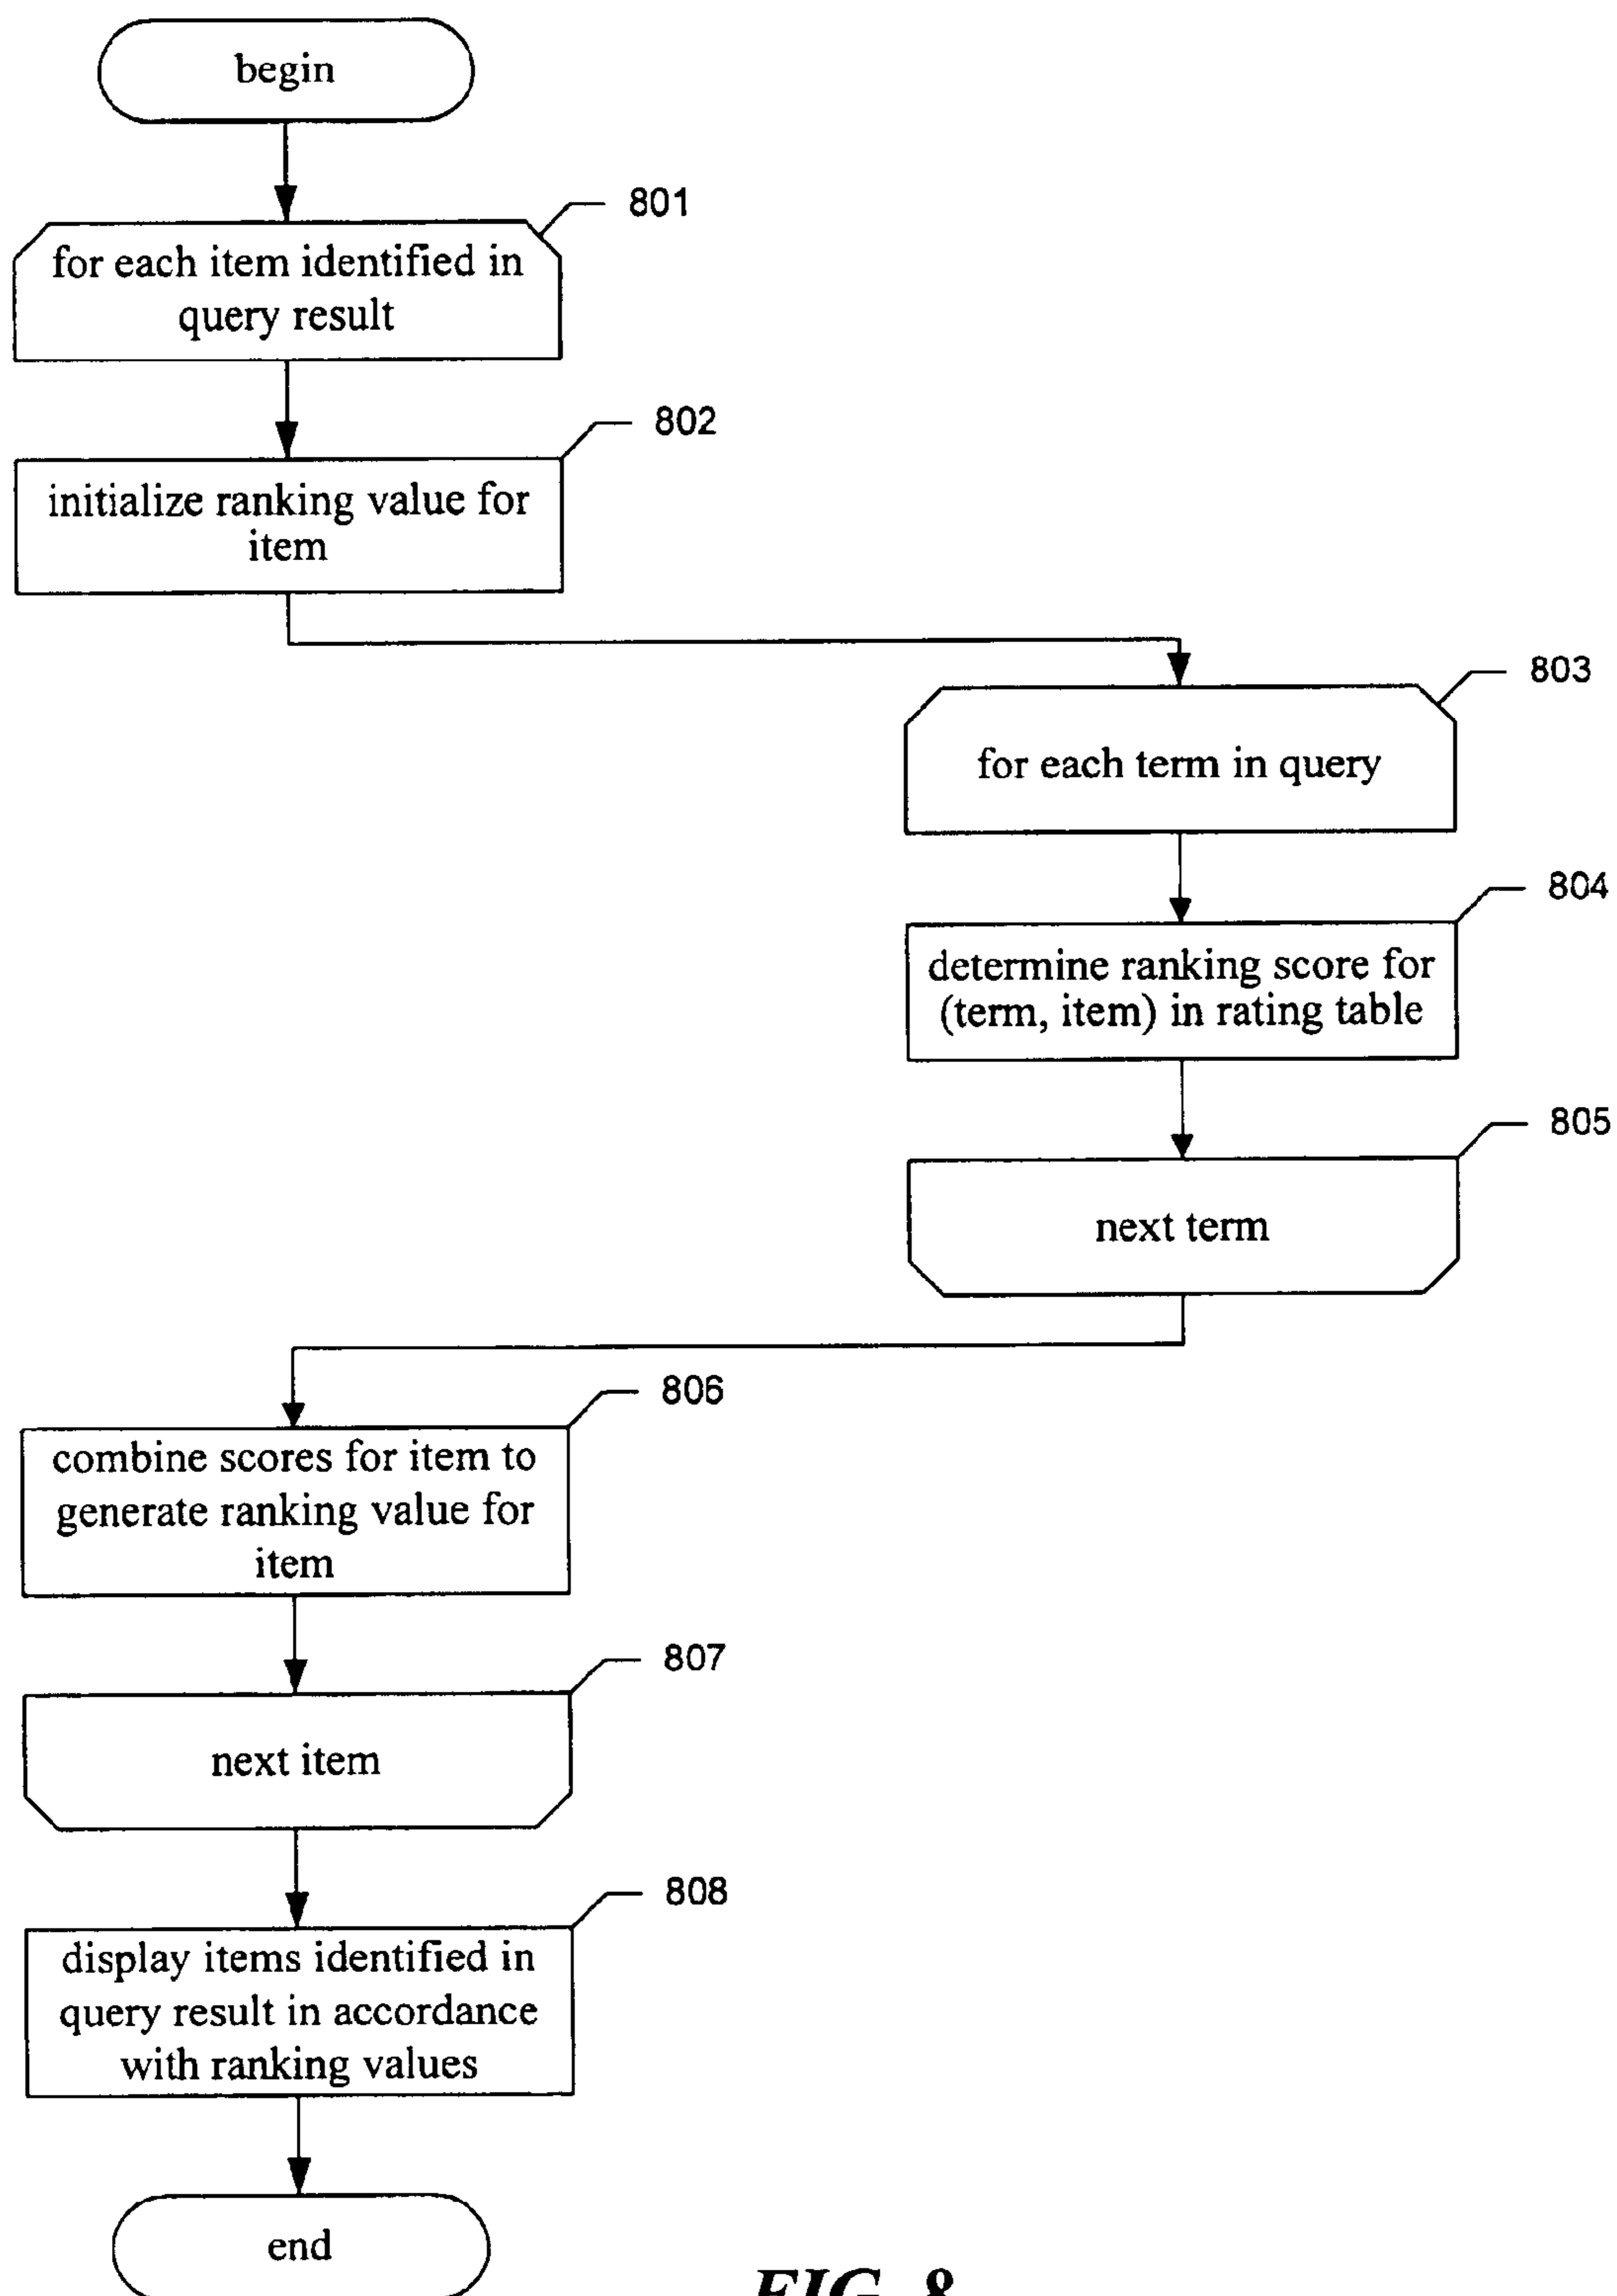 begin
801
for each item identified in
query result
802
initialize ranking value for
item
803
for each term in query
804
determine ranking score for
(term, item) in rating table
805
next term
806
combine scores for item to
generate ranking value for
item
807
next item
808
display items identified in
query result in accordance
with ranking values
end
FIG. 8